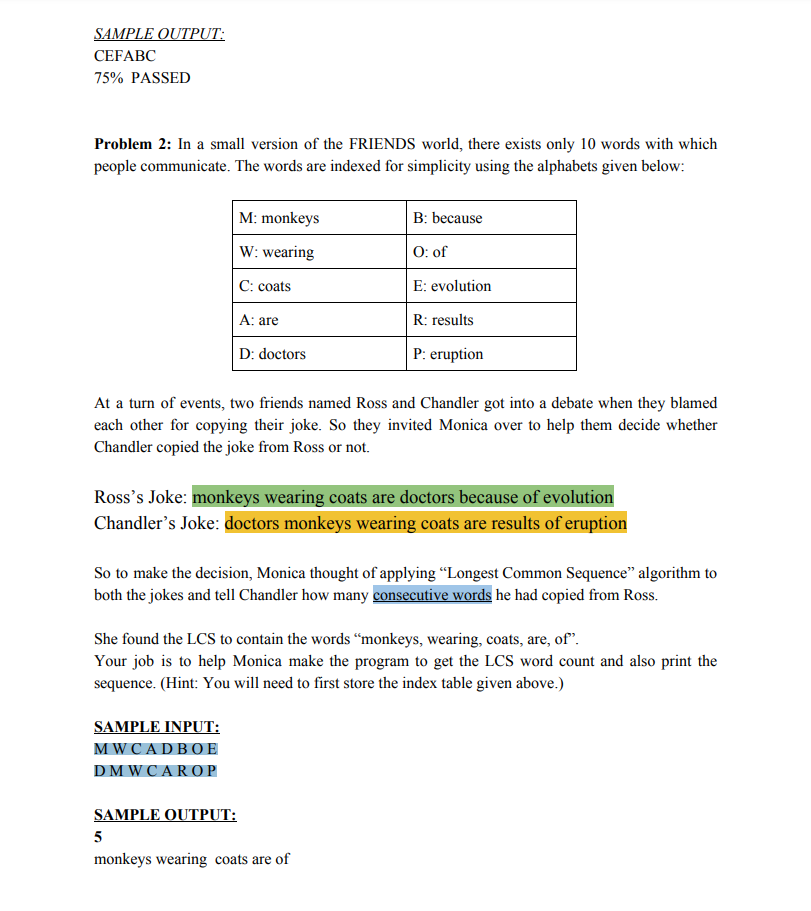 SAMPLE OUTPUT:
CEFABC
75% PASSED
Problem 2: In a small version of the FRIENDS world, there exists only 10 words with which
people communicate. The words are indexed for simplicity using the alphabets given below:
M: monkeys B: because
W: wearing O: of
C: coats E: evolution
A: are R: results
D: doctors P: eruption
At a turn of events, two friends named Ross and Chandler got into a debate when they blamed
each other for copying their joke. So they invited Monica over to help them decide whether
Chandler copied the joke from Ross or not.
Ross’s Joke: monkeys wearing coats are doctors because of evolution
Chandler’s Joke: doctors monkeys wearing coats are results of eruption
So to make the decision, Monica thought of applying “Longest Common Sequence” algorithm to
both the jokes and tell Chandler how many consecutive words he had copied from Ross.
She found the LCS to contain the words “monkeys, wearing, coats, are, of”.
Your job is to help Monica make the program to get the LCS word count and also print the
sequence. (Hint: You will need to first store the index table given above.)
SAMPLE INPUT:
M W C A D B O E
D M W C A R O P
SAMPLE OUTPUT:
5
monkeys wearing coats are of